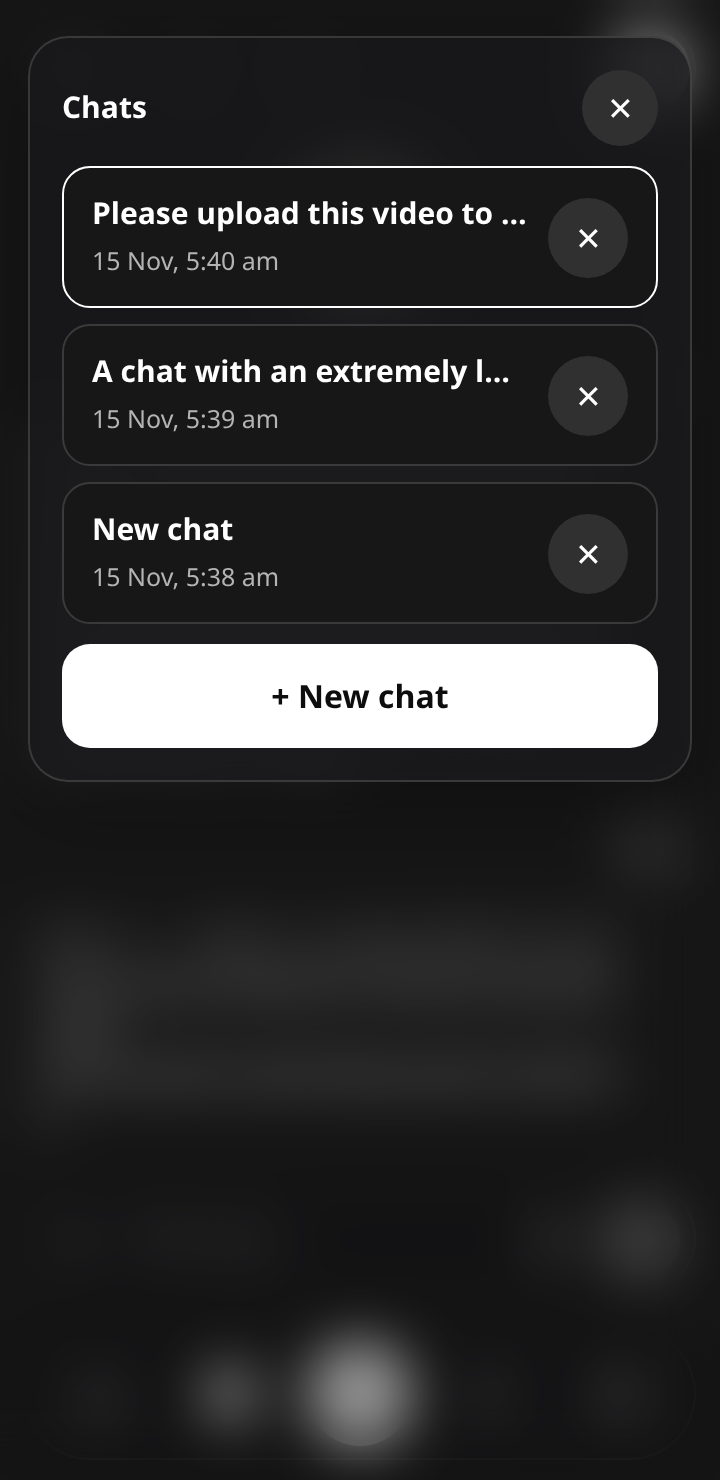 Chats
Please upload this video to ...
15 Nov, 5:40 am
A chat with an extremely l...
15 Nov, 5:39 am
New chat
15 Nov, 5:38 am
+ New chat